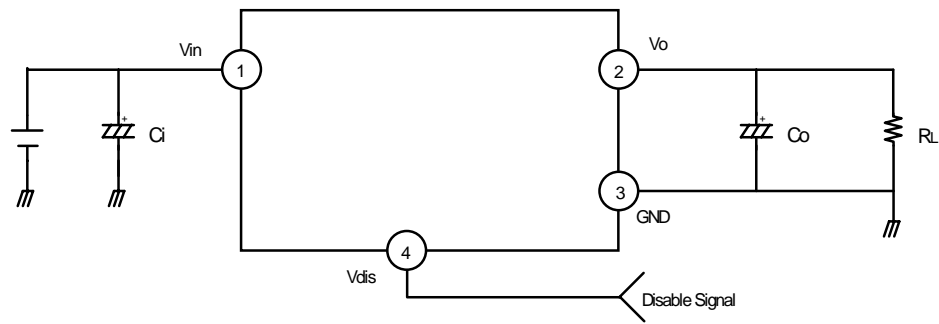 Vin
Vo
1
2
+
Ci
+
Co
RL
3
GND
4
Vdis
Disable Signal